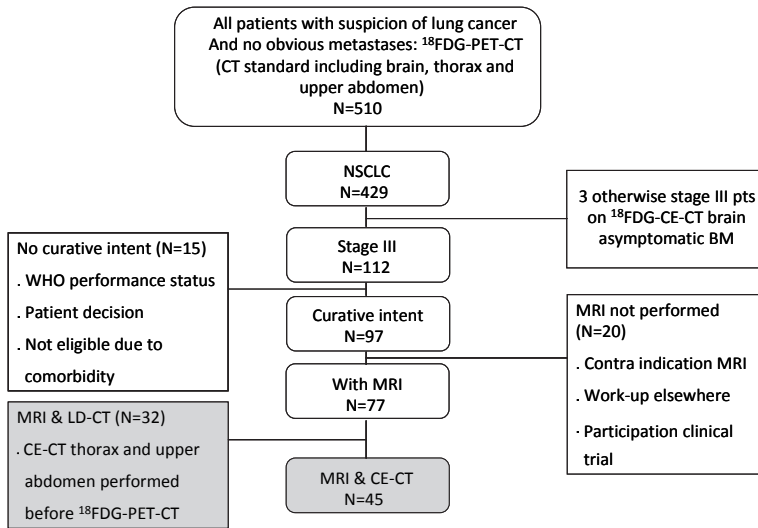 All patients with suspicion of lung cancer
And no obvious metastases: ¹⁸FDG-PET-CT
(CT standard including brain, thorax and
upper abdomen)
N=510
NSCLC
N=429
3 otherwise stage III pts
on ¹⁸FDG-CE-CT brain
asymptomatic BM
Stage III
N=112
No curative intent (N=15)
. WHO performance status
. Patient decision
. Not eligible due to
comorbidity
Curative intent
N=97
MRI not performed
(N=20)
. Contra indication MRI
. Work-up elsewhere
. Participation clinical
trial
With MRI
N=77
MRI & LD-CT (N=32)
. CE-CT thorax and upper
abdomen performed
before ¹⁸FDG-PET-CT
MRI & CE-CT
N=45